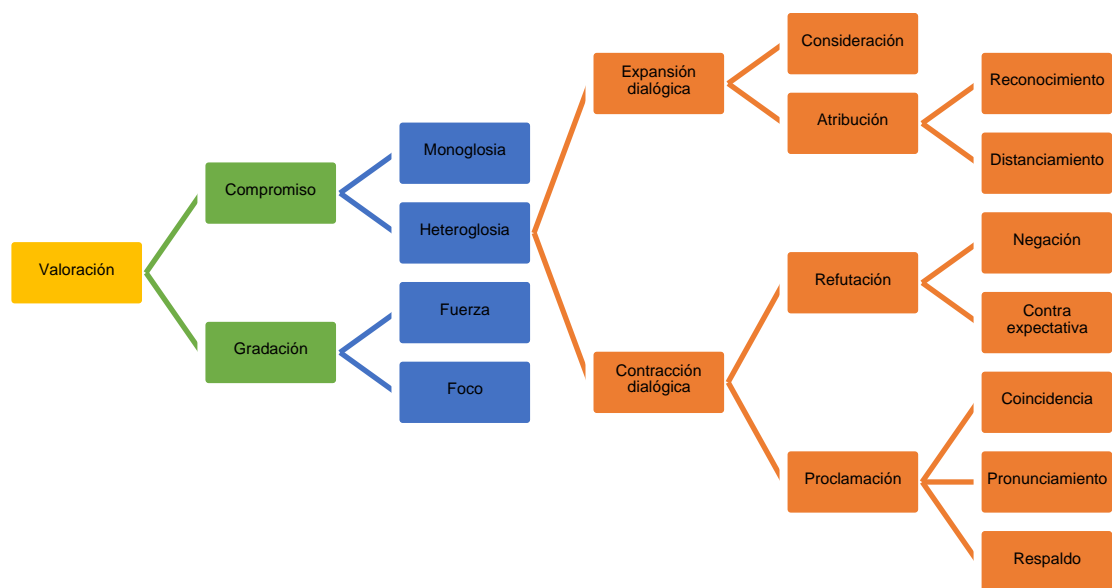 Valoración
Compromiso
Gradación
Monoglosia
Heteroglosia
Fuerza
Foco
Expansión
dialógica
Contracción
dialógica
Consideración
Atribución
Refutación
Proclamación
Reconocimiento
Distanciamiento
Negación
Contra
expectativa
Coincidencia
Pronunciamiento
Respaldo